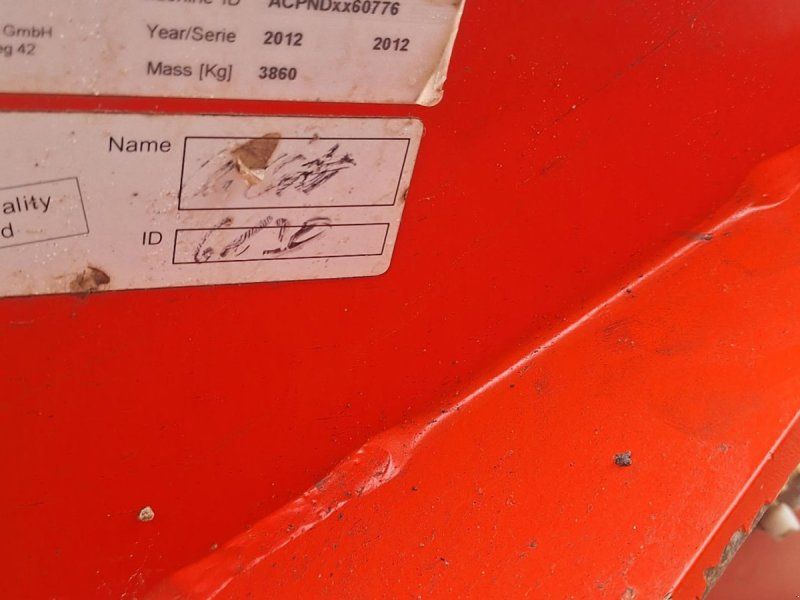 ACPNDxx60776
GmbH
Year/Serie 2012 2012
eg 42
Mass [Kg] 3860
Name
ality
d
ID